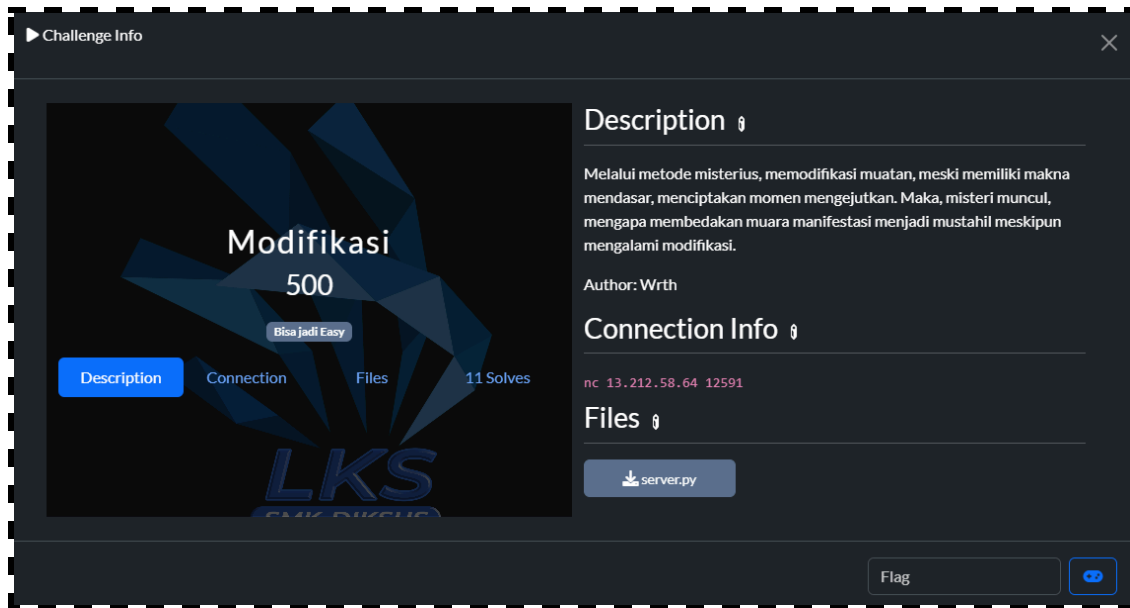 Challenge Info
Modifikasi
500
Bisa jadi Easy
Description
Connection
Files
11 Solves
LKS
SMK DIKSUS
Description
Melalui metode misterius, memodifikasi muatan, meski memiliki makna
mendasar, menciptakan momen mengejutkan. Maka, misteri muncul,
mengapa membedakan muara manifestasi menjadi mustahil meskipun
mengalami modifikasi.
Author: Wrth
Connection Info
nc 13.212.58.64 12591
Files
server.py
Flag